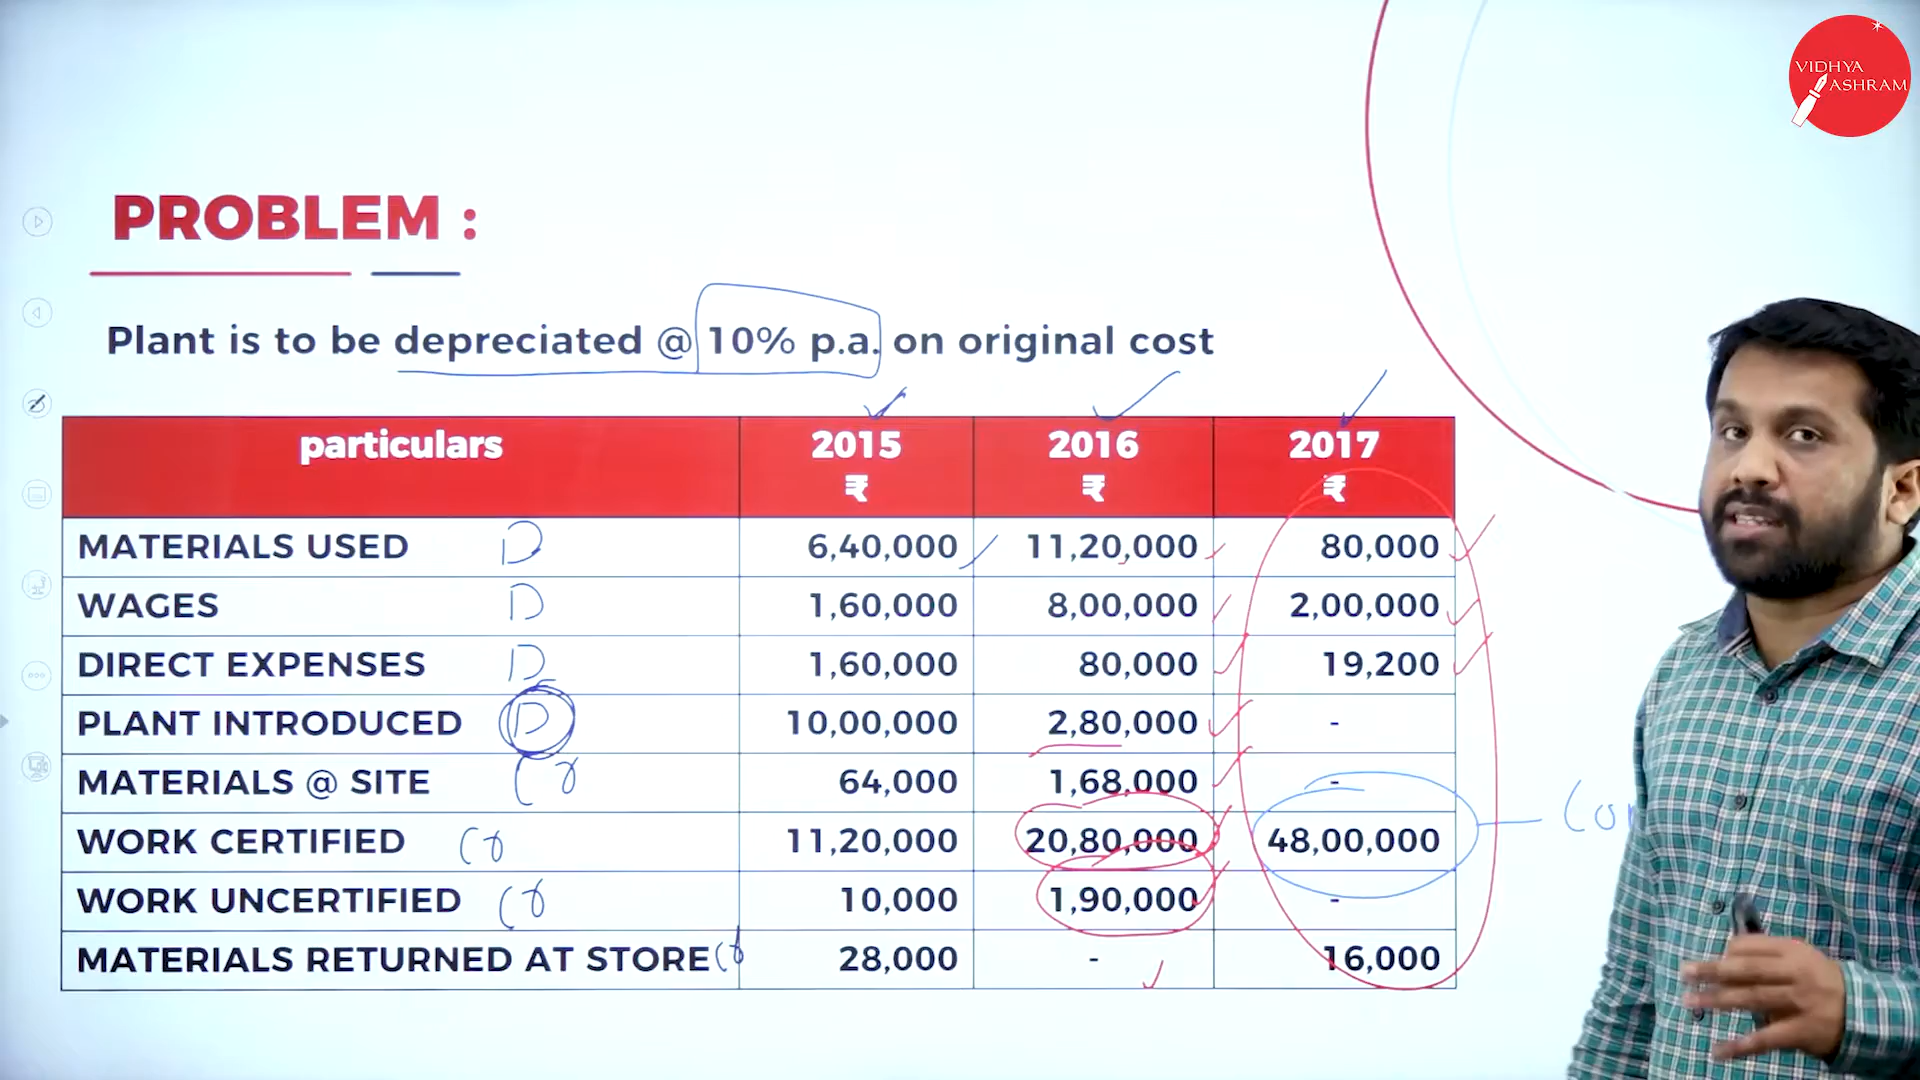 VIDHYA
ASHRAM
PROBLEM :
Plant is to be depreciated @ 10% p.a. on original cost
particulars 2015 ₹ 2016 ₹ 2017 ₹
MATERIALS USED D 6,40,000 11,20,000 80,000
WAGES D 1,60,000 8,00,000 2,00,000
DIRECT EXPENSES D 1,60,000 80,000 19,200
PLANT INTRODUCED D 10,00,000 2,80,000 -
MATERIALS @ SITE Cr 64,000 1,68,000 -
WORK CERTIFIED Cr 11,20,000 20,80,000 48,00,000
WORK UNCERTIFIED Cr 10,000 1,90,000 -
MATERIALS RETURNED AT STORE Cr 28,000 - 16,000